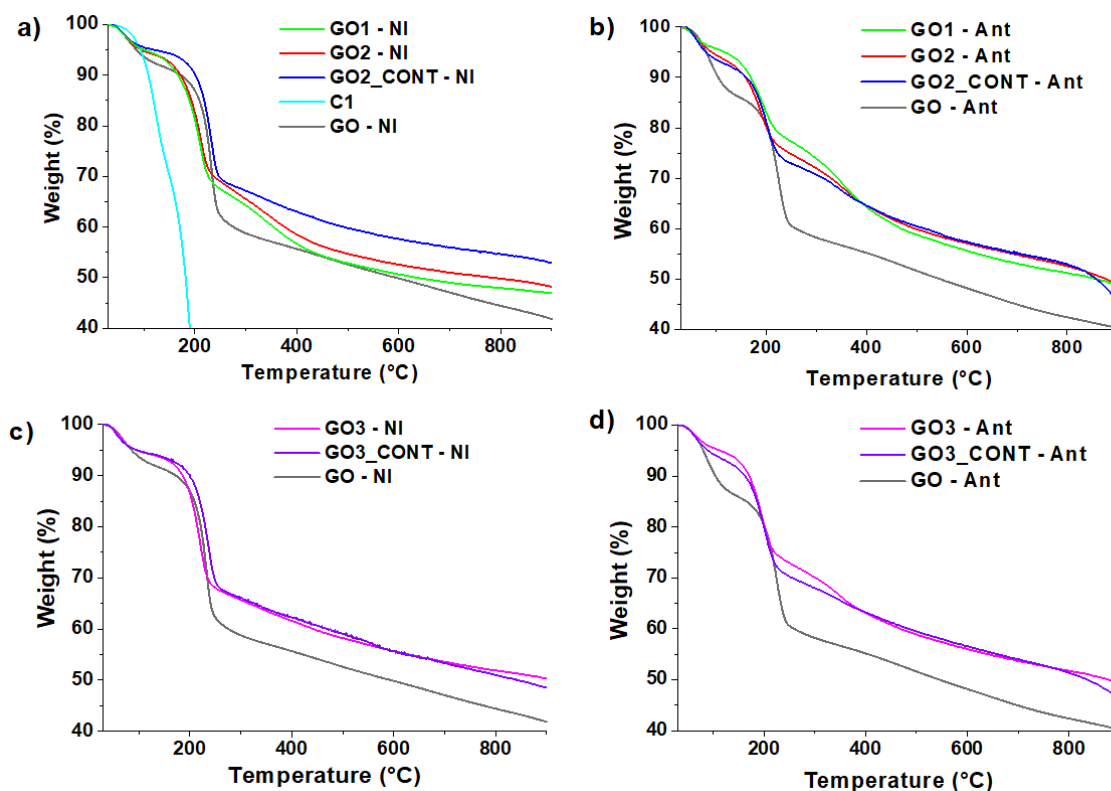 a)
GO1 - NI
GO2 - NI
GO2_CONT - NI
C1
GO - NI
100
90
80
70
60
50
40
Weight (%)
200
400
600
800
Temperature (°C)
b)
GO1 - Ant
GO2 - Ant
GO2_CONT - Ant
GO - Ant
100
90
80
70
60
50
40
Weight (%)
200
400
600
800
Temperature (°C)
c)
GO3 - NI
GO3_CONT - NI
GO - NI
100
90
80
70
60
50
40
Weight (%)
200
400
600
800
Temperature (°C)
d)
GO3 - Ant
GO3_CONT - Ant
GO - Ant
100
90
80
70
60
50
40
Weight (%)
200
400
600
800
Temperature (°C)